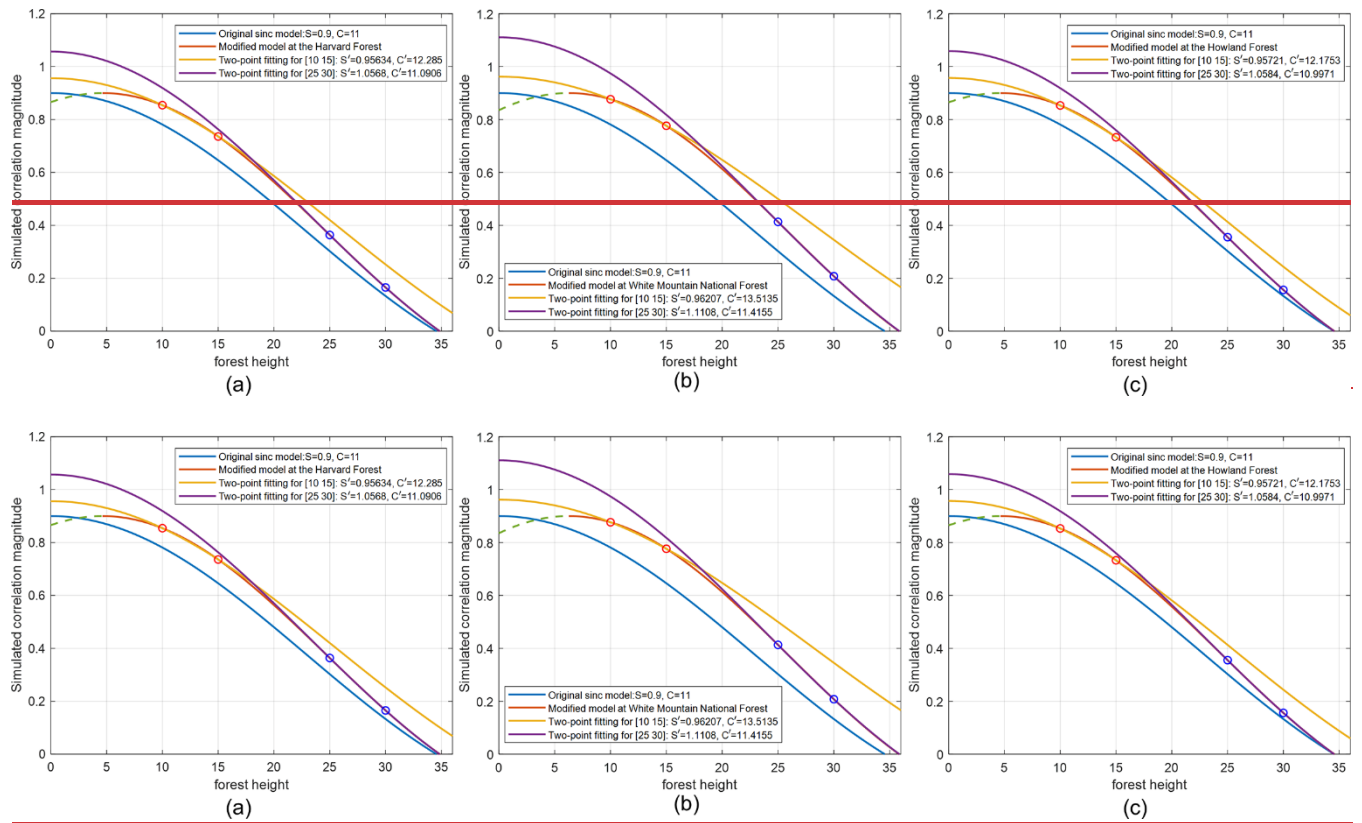 1.2
1
0.8
0.6
0.4
0.2
0
Simulated correlation magnitude
Original sinc model:S=0.9, C=11
Modified model at the Harvard Forest
Two-point fitting for [10 15]: S′=0.95634, C′=12.285
Two-point fitting for [25 30]: S′=1.0568, C′=11.0906
0 5 10 15 20 25 30 35
forest height
(a)
1.2
1
0.8
0.6
0.4
0.2
0
Simulated correlation magnitude
Original sinc model:S=0.9, C=11
Modified model at White Mountain National Forest
Two-point fitting for [10 15]: S′=0.96207, C′=13.5135
Two-point fitting for [25 30]: S′=1.1108, C′=11.4155
0 5 10 15 20 25 30 35
forest height
(b)
1.2
1
0.8
0.6
0.4
0.2
0
Simulated correlation magnitude
Original sinc model:S=0.9, C=11
Modified model at the Howland Forest
Two-point fitting for [10 15]: S′=0.95721, C′=12.1753
Two-point fitting for [25 30]: S′=1.0584, C′=10.9971
0 5 10 15 20 25 30 35
forest height
(c)
1.2
1
0.8
0.6
0.4
0.2
0
Simulated correlation magnitude
Original sinc model:S=0.9, C=11
Modified model at the Harvard Forest
Two-point fitting for [10 15]: S′=0.95634, C′=12.285
Two-point fitting for [25 30]: S′=1.0568, C′=11.0906
0 5 10 15 20 25 30 35
forest height
(a)
1.2
1
0.8
0.6
0.4
0.2
0
Simulated correlation magnitude
Original sinc model:S=0.9, C=11
Modified model at White Mountain National Forest
Two-point fitting for [10 15]: S′=0.96207, C′=13.5135
Two-point fitting for [25 30]: S′=1.1108, C′=11.4155
0 5 10 15 20 25 30 35
forest height
(b)
1.2
1
0.8
0.6
0.4
0.2
0
Simulated correlation magnitude
Original sinc model:S=0.9, C=11
Modified model at the Howland Forest
Two-point fitting for [10 15]: S′=0.95721, C′=12.1753
Two-point fitting for [25 30]: S′=1.0584, C′=10.9971
0 5 10 15 20 25 30 35
forest height
(c)